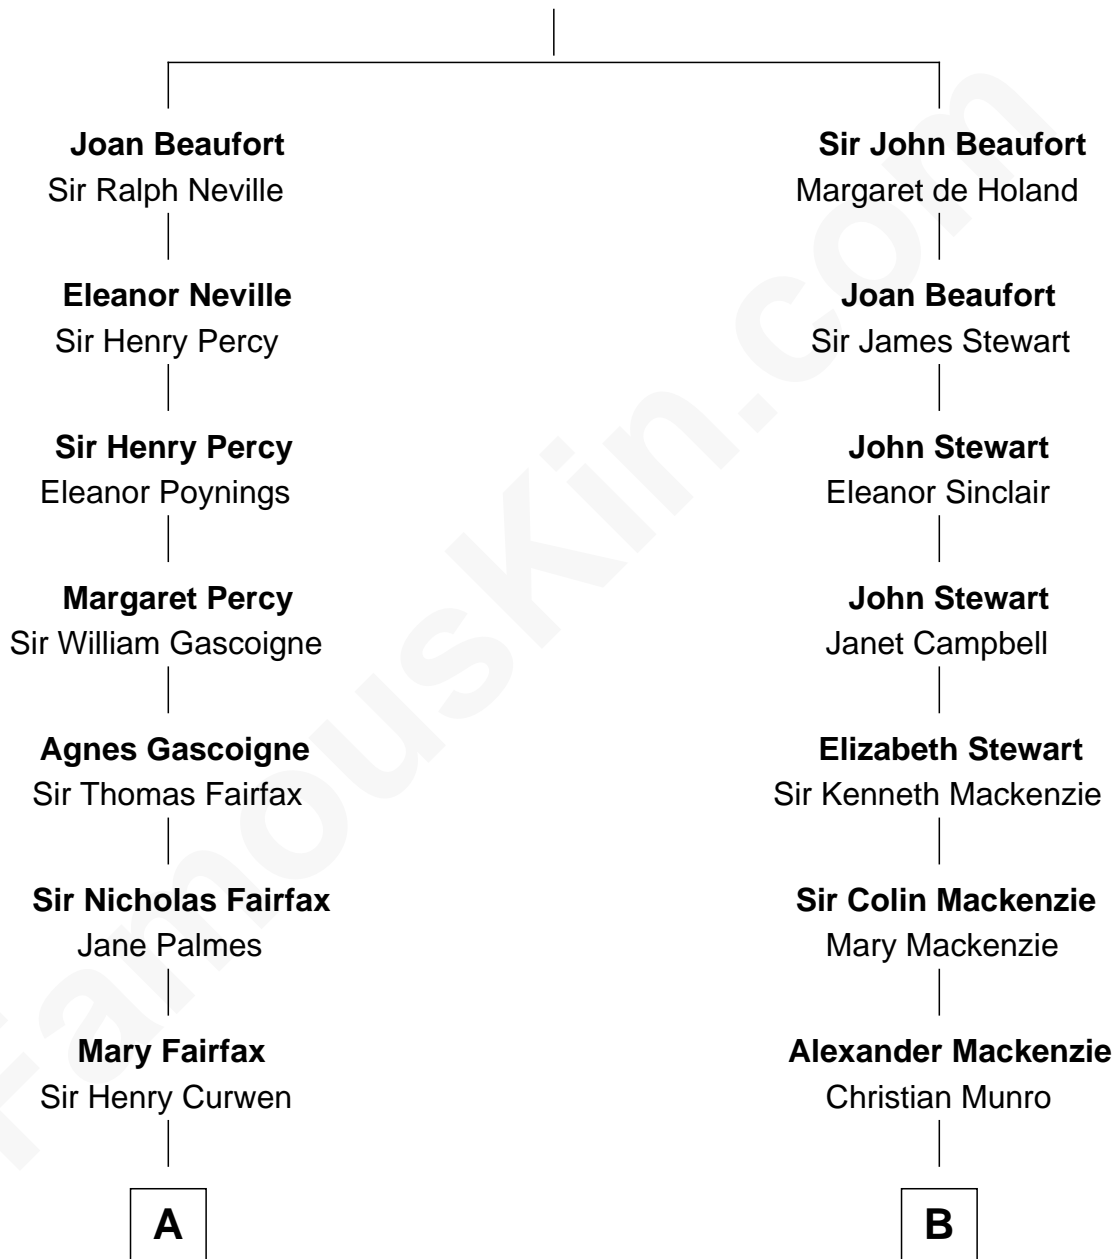 Joan Beaufort
Sir Ralph Neville
Eleanor Neville
Sir Henry Percy
Sir Henry Percy
Eleanor Poynings
Margaret Percy
Sir William Gascoigne
Agnes Gascoigne
Sir Thomas Fairfax
Sir Nicholas Fairfax
Jane Palmes
Mary Fairfax
Sir Henry Curwen
A
Sir John Beaufort
Margaret de Holand
Joan Beaufort
Sir James Stewart
John Stewart
Eleanor Sinclair
John Stewart
Janet Campbell
Elizabeth Stewart
Sir Kenneth Mackenzie
Sir Colin Mackenzie
Mary Mackenzie
Alexander Mackenzie
Christian Munro
B
FamousKin.com